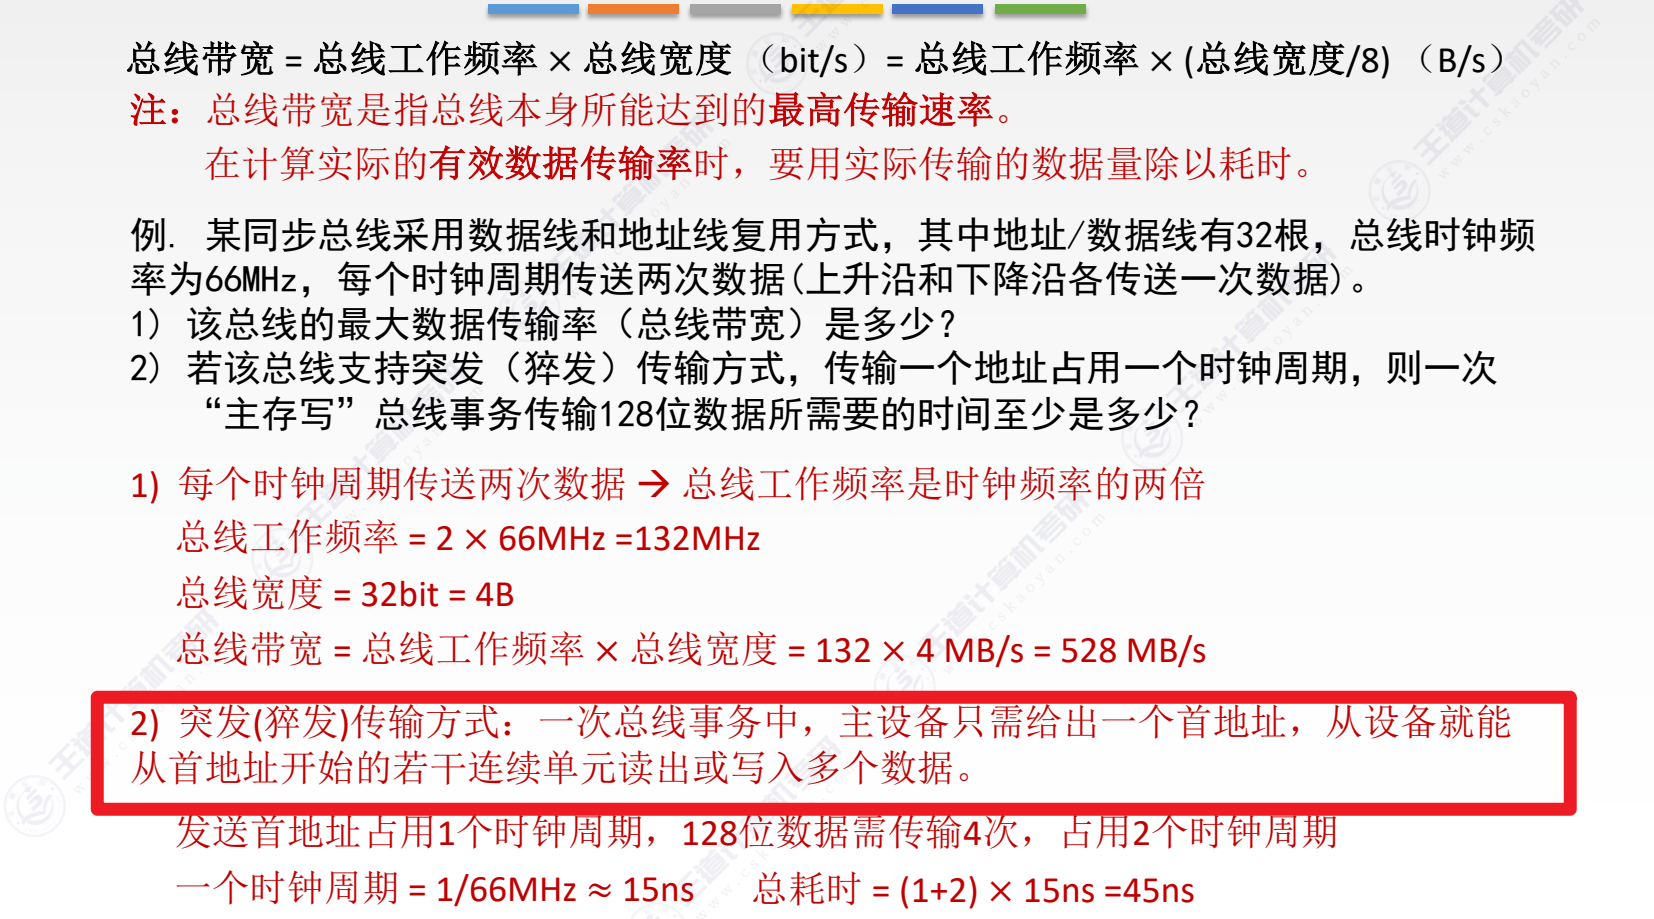 总线带宽 = 总线工作频率 × 总线宽度 （bit/s）= 总线工作频率 × (总线宽度/8) （B/s）
注：总线带宽是指总线本身所能达到的最高传输速率。
在计算实际的有效数据传输率时，要用实际传输的数据量除以耗时。
例. 某同步总线采用数据线和地址线复用方式，其中地址/数据线有32根，总线时钟频
率为66MHz，每个时钟周期传送两次数据(上升沿和下降沿各传送一次数据)。
1) 该总线的最大数据传输率（总线带宽）是多少？
2) 若该总线支持突发（猝发）传输方式，传输一个地址占用一个时钟周期，则一次
“主存写”总线事务传输128位数据所需要的时间至少是多少？
1) 每个时钟周期传送两次数据 → 总线工作频率是时钟频率的两倍
总线工作频率 = 2 × 66MHz =132MHz
总线宽度 = 32bit = 4B
总线带宽 = 总线工作频率 × 总线宽度 = 132 × 4 MB/s = 528 MB/s
2) 突发(猝发)传输方式：一次总线事务中，主设备只需给出一个首地址，从设备就能
从首地址开始的若干连续单元读出或写入多个数据。
发送首地址占用1个时钟周期，128位数据需传输4次，占用2个时钟周期
一个时钟周期 = 1/66MHz ≈ 15ns 总耗时 = (1+2) × 15ns =45ns
王道计算机考研
www.cskaoyan.com